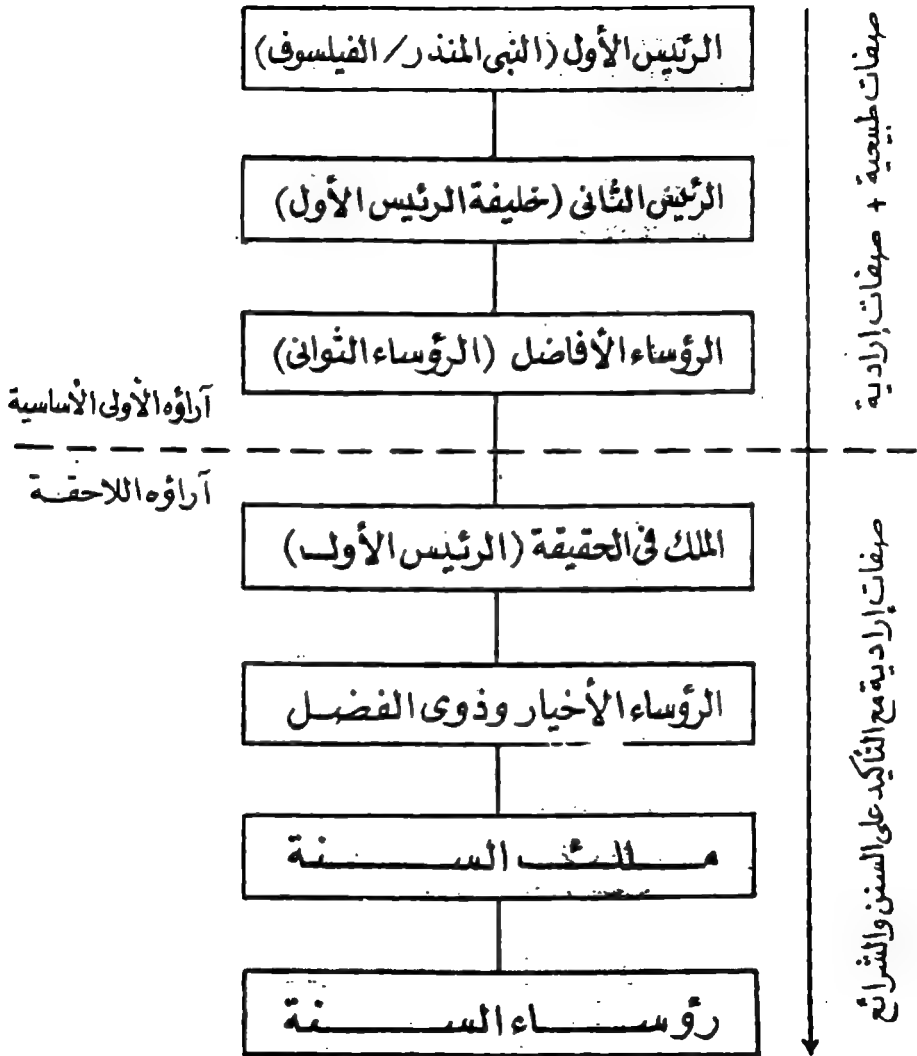 الرئيس الأول (النبى المنذر / الفيلسوف)
الرئيس الثانى (خليفة الرئيس الأول)
الرؤساء الأفاضل (الرؤساء الثوانى)
صفات طبيعية + صفات إرادية
آراؤه الأولى الأساسية
آراؤه اللاحقة
الملك فى الحقيقة (الرئيس الأول)
الرؤساء الأخيار وذوى الفضل
ملك السنة
رؤساء السنة
صفات إرادية مع التأكيد على السنن والشرائع